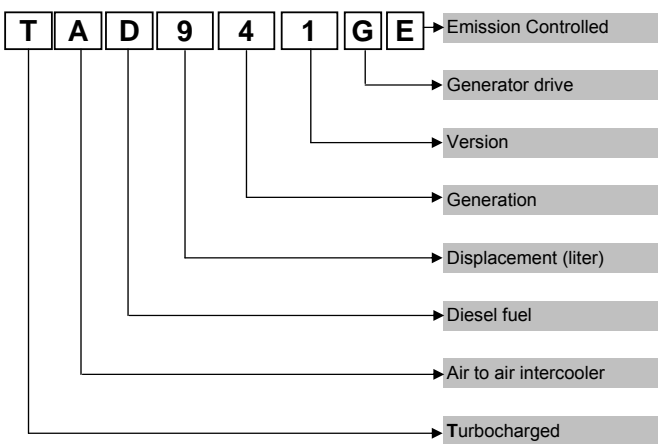 T A D 9 4 1 G E
Emission Controlled
Generator drive
Version
Generation
Displacement (liter)
Diesel fuel
Air to air intercooler
Turbocharged